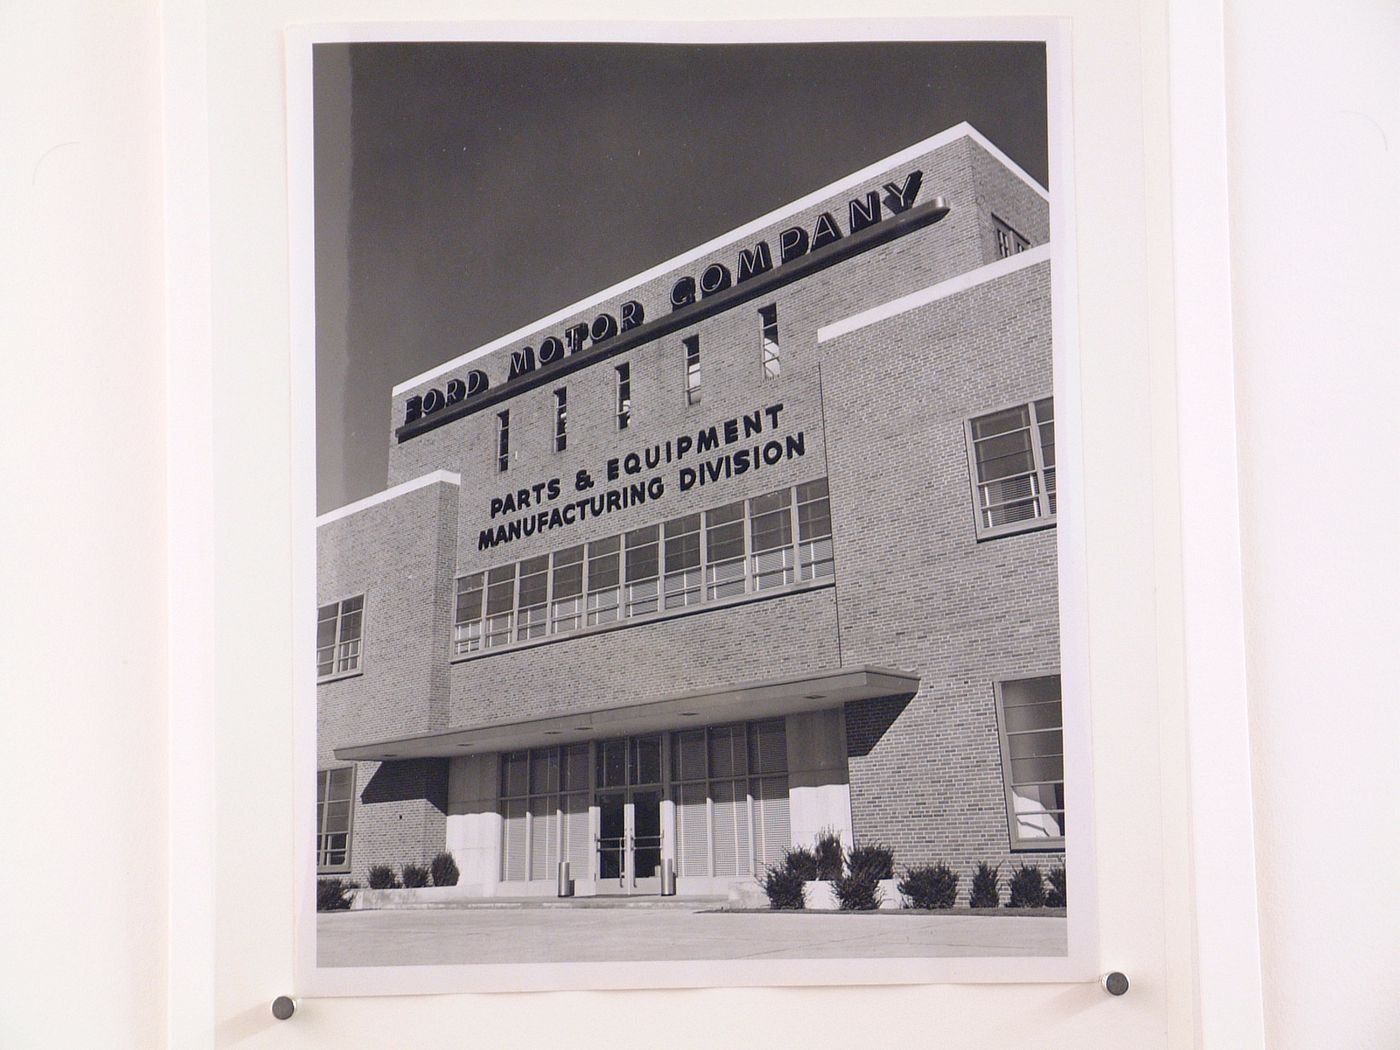 FORD MOTOR COMPANY
PARTS & EQUIPMENT
MANUFACTURING DIVISION